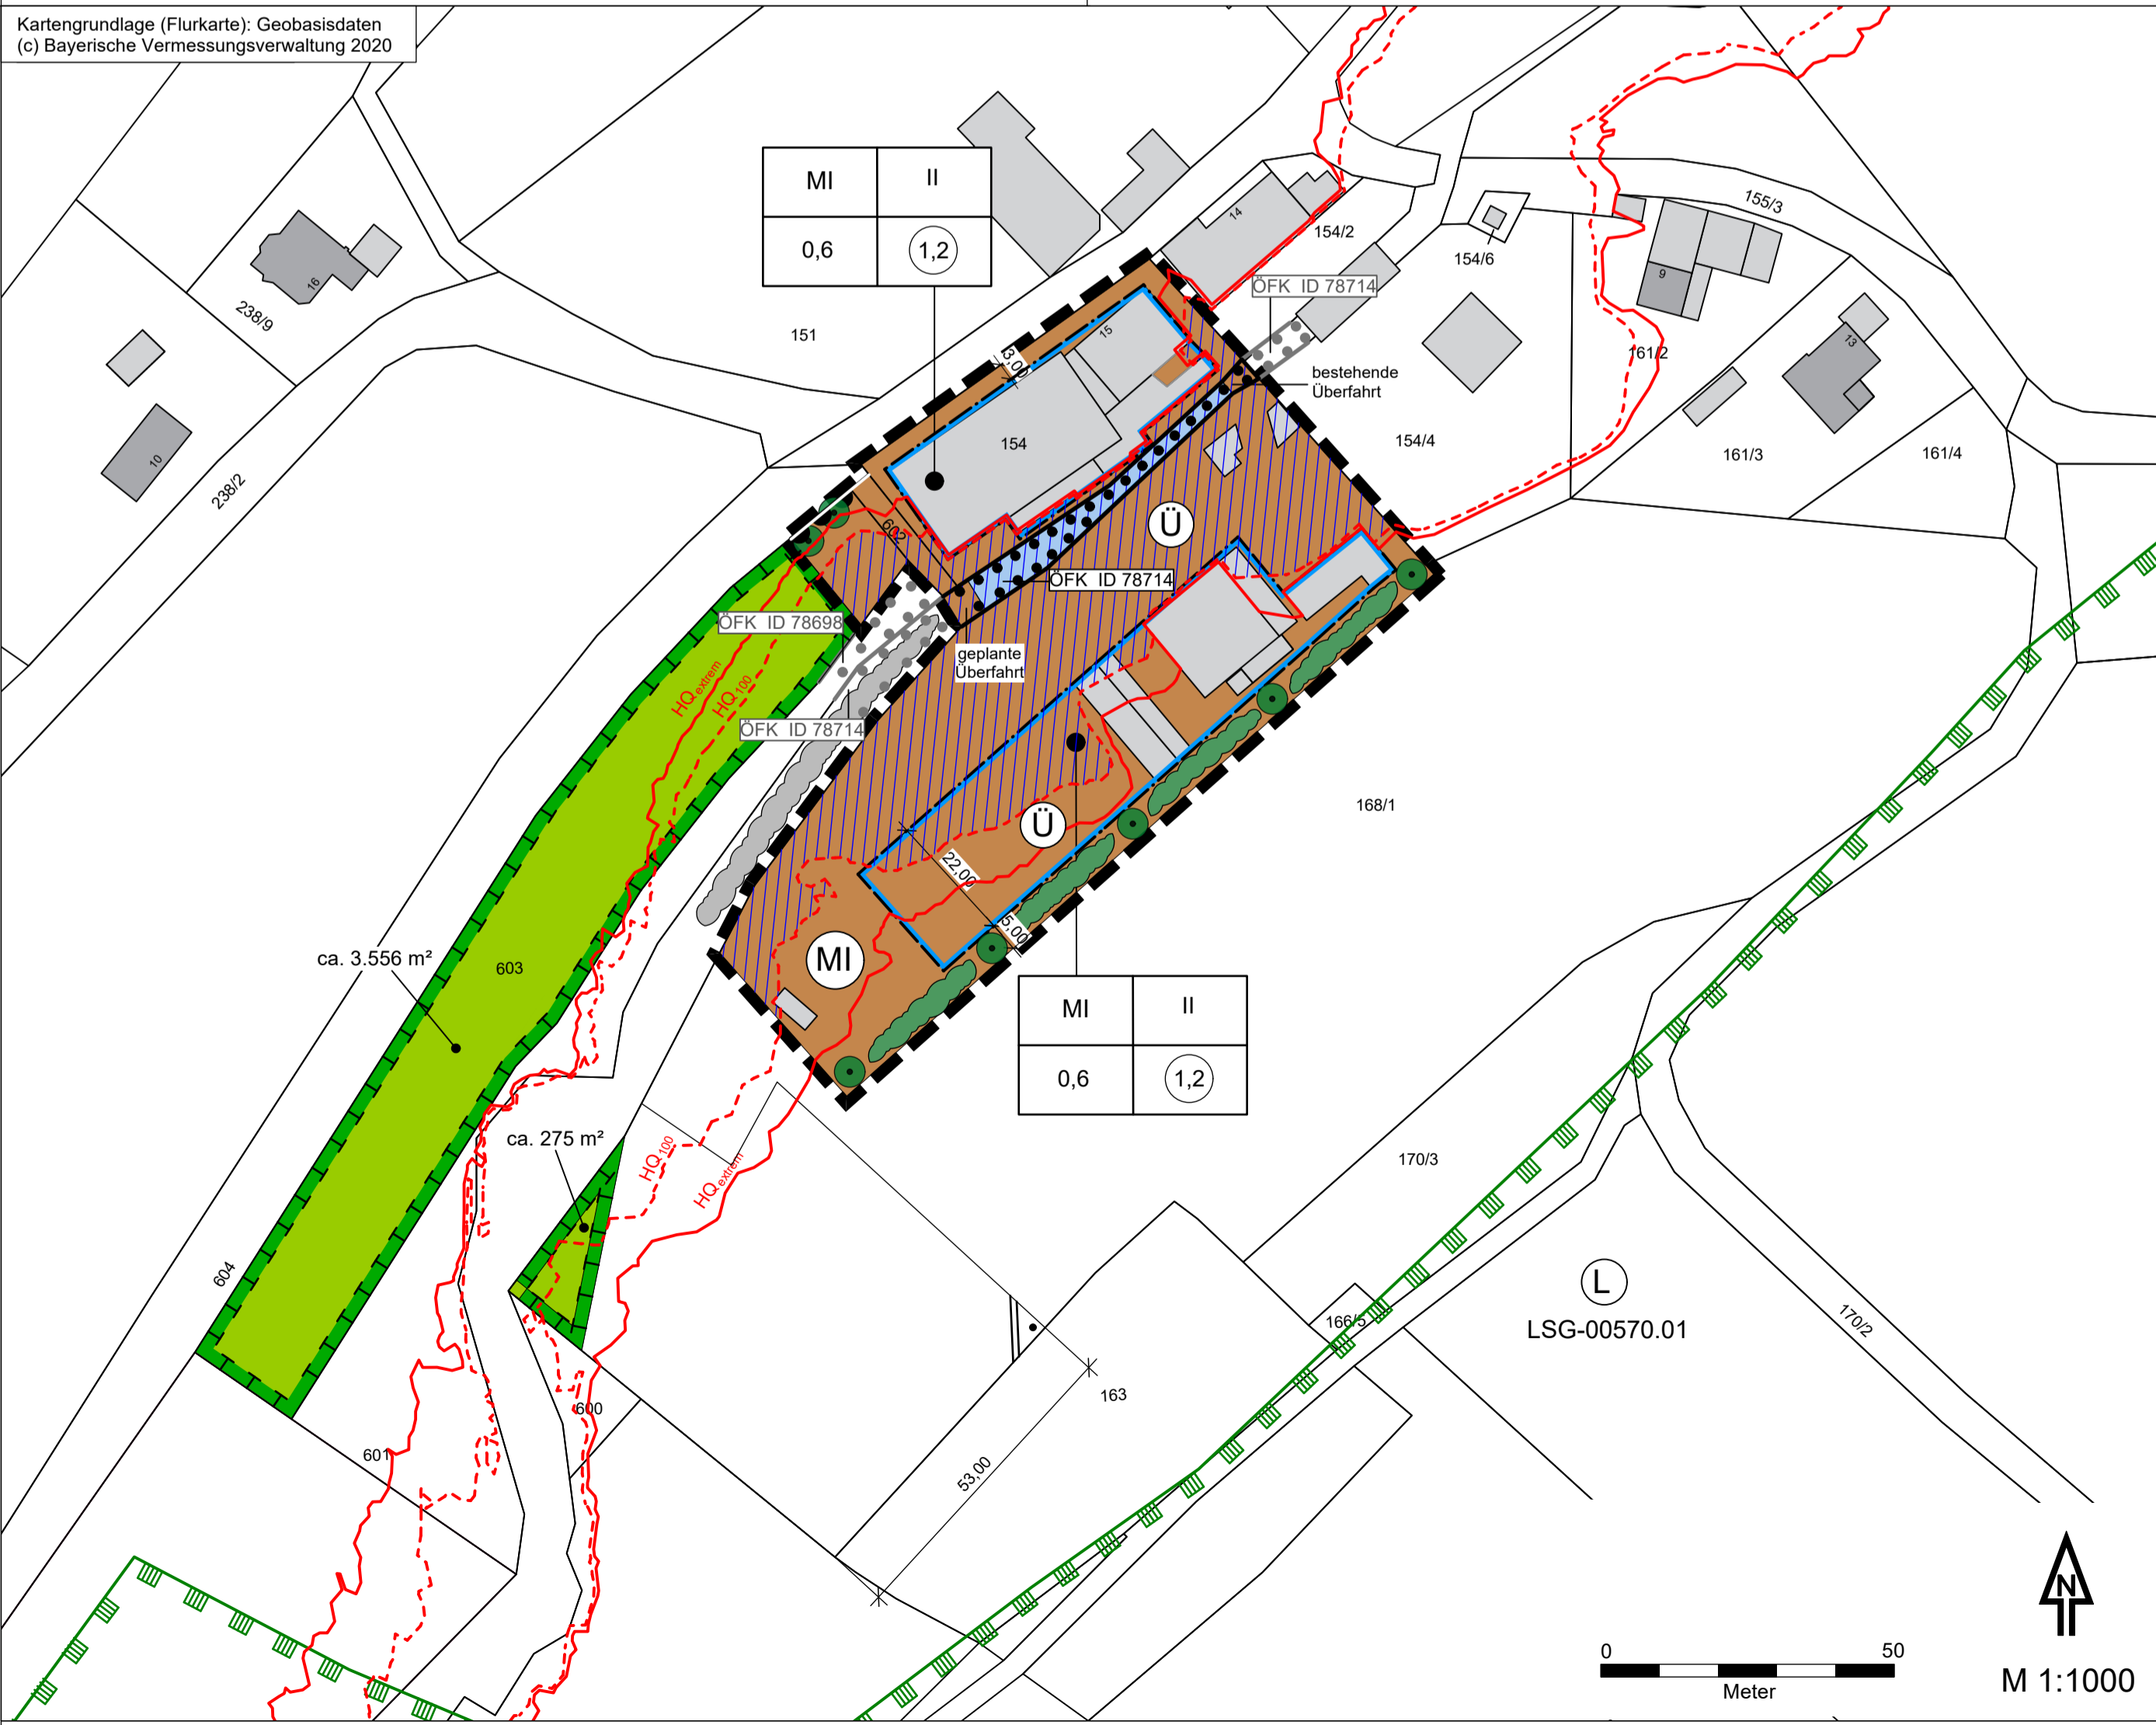 Kartengrundlage (Flurkarte): Geobasisdaten
(c) Bayerische Vermessungsverwaltung 2020
MI II
0,6 1,2
14
154/2
155/3
154/6
9
16
238/9
151
ÖFK ID 78714
15
3,00
161/2
13
bestehende
Überfahrt
154
154/4
161/3
161/4
10
238/2
602
Ü
ÖFK ID 78714
ÖFK ID 78698
geplante
Überfahrt
HQextrem
HQ100
ÖFK ID 78714
168/1
Ü
22,00
5,00
MI
ca. 3.556 m²
603
MI II
0,6 1,2
ca. 275 m²
HQ100
HQextrem
170/3
604
L
LSG-00570.01
166/5
170/2
163
600
601
53,00
N
0 50
Meter
M 1:1000